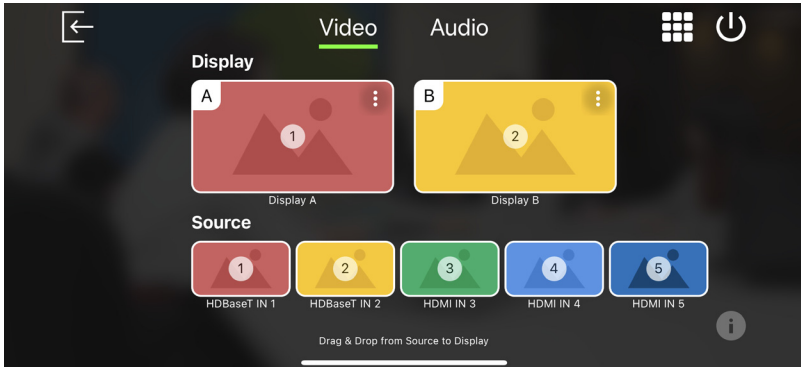 Video Audio
Display
A 1
B 2
Display A Display B
Source
1 2 3 4 5
HDBaseT IN 1 HDBaseT IN 2 HDMI IN 3 HDMI IN 4 HDMI IN 5
Drag & Drop from Source to Display
i